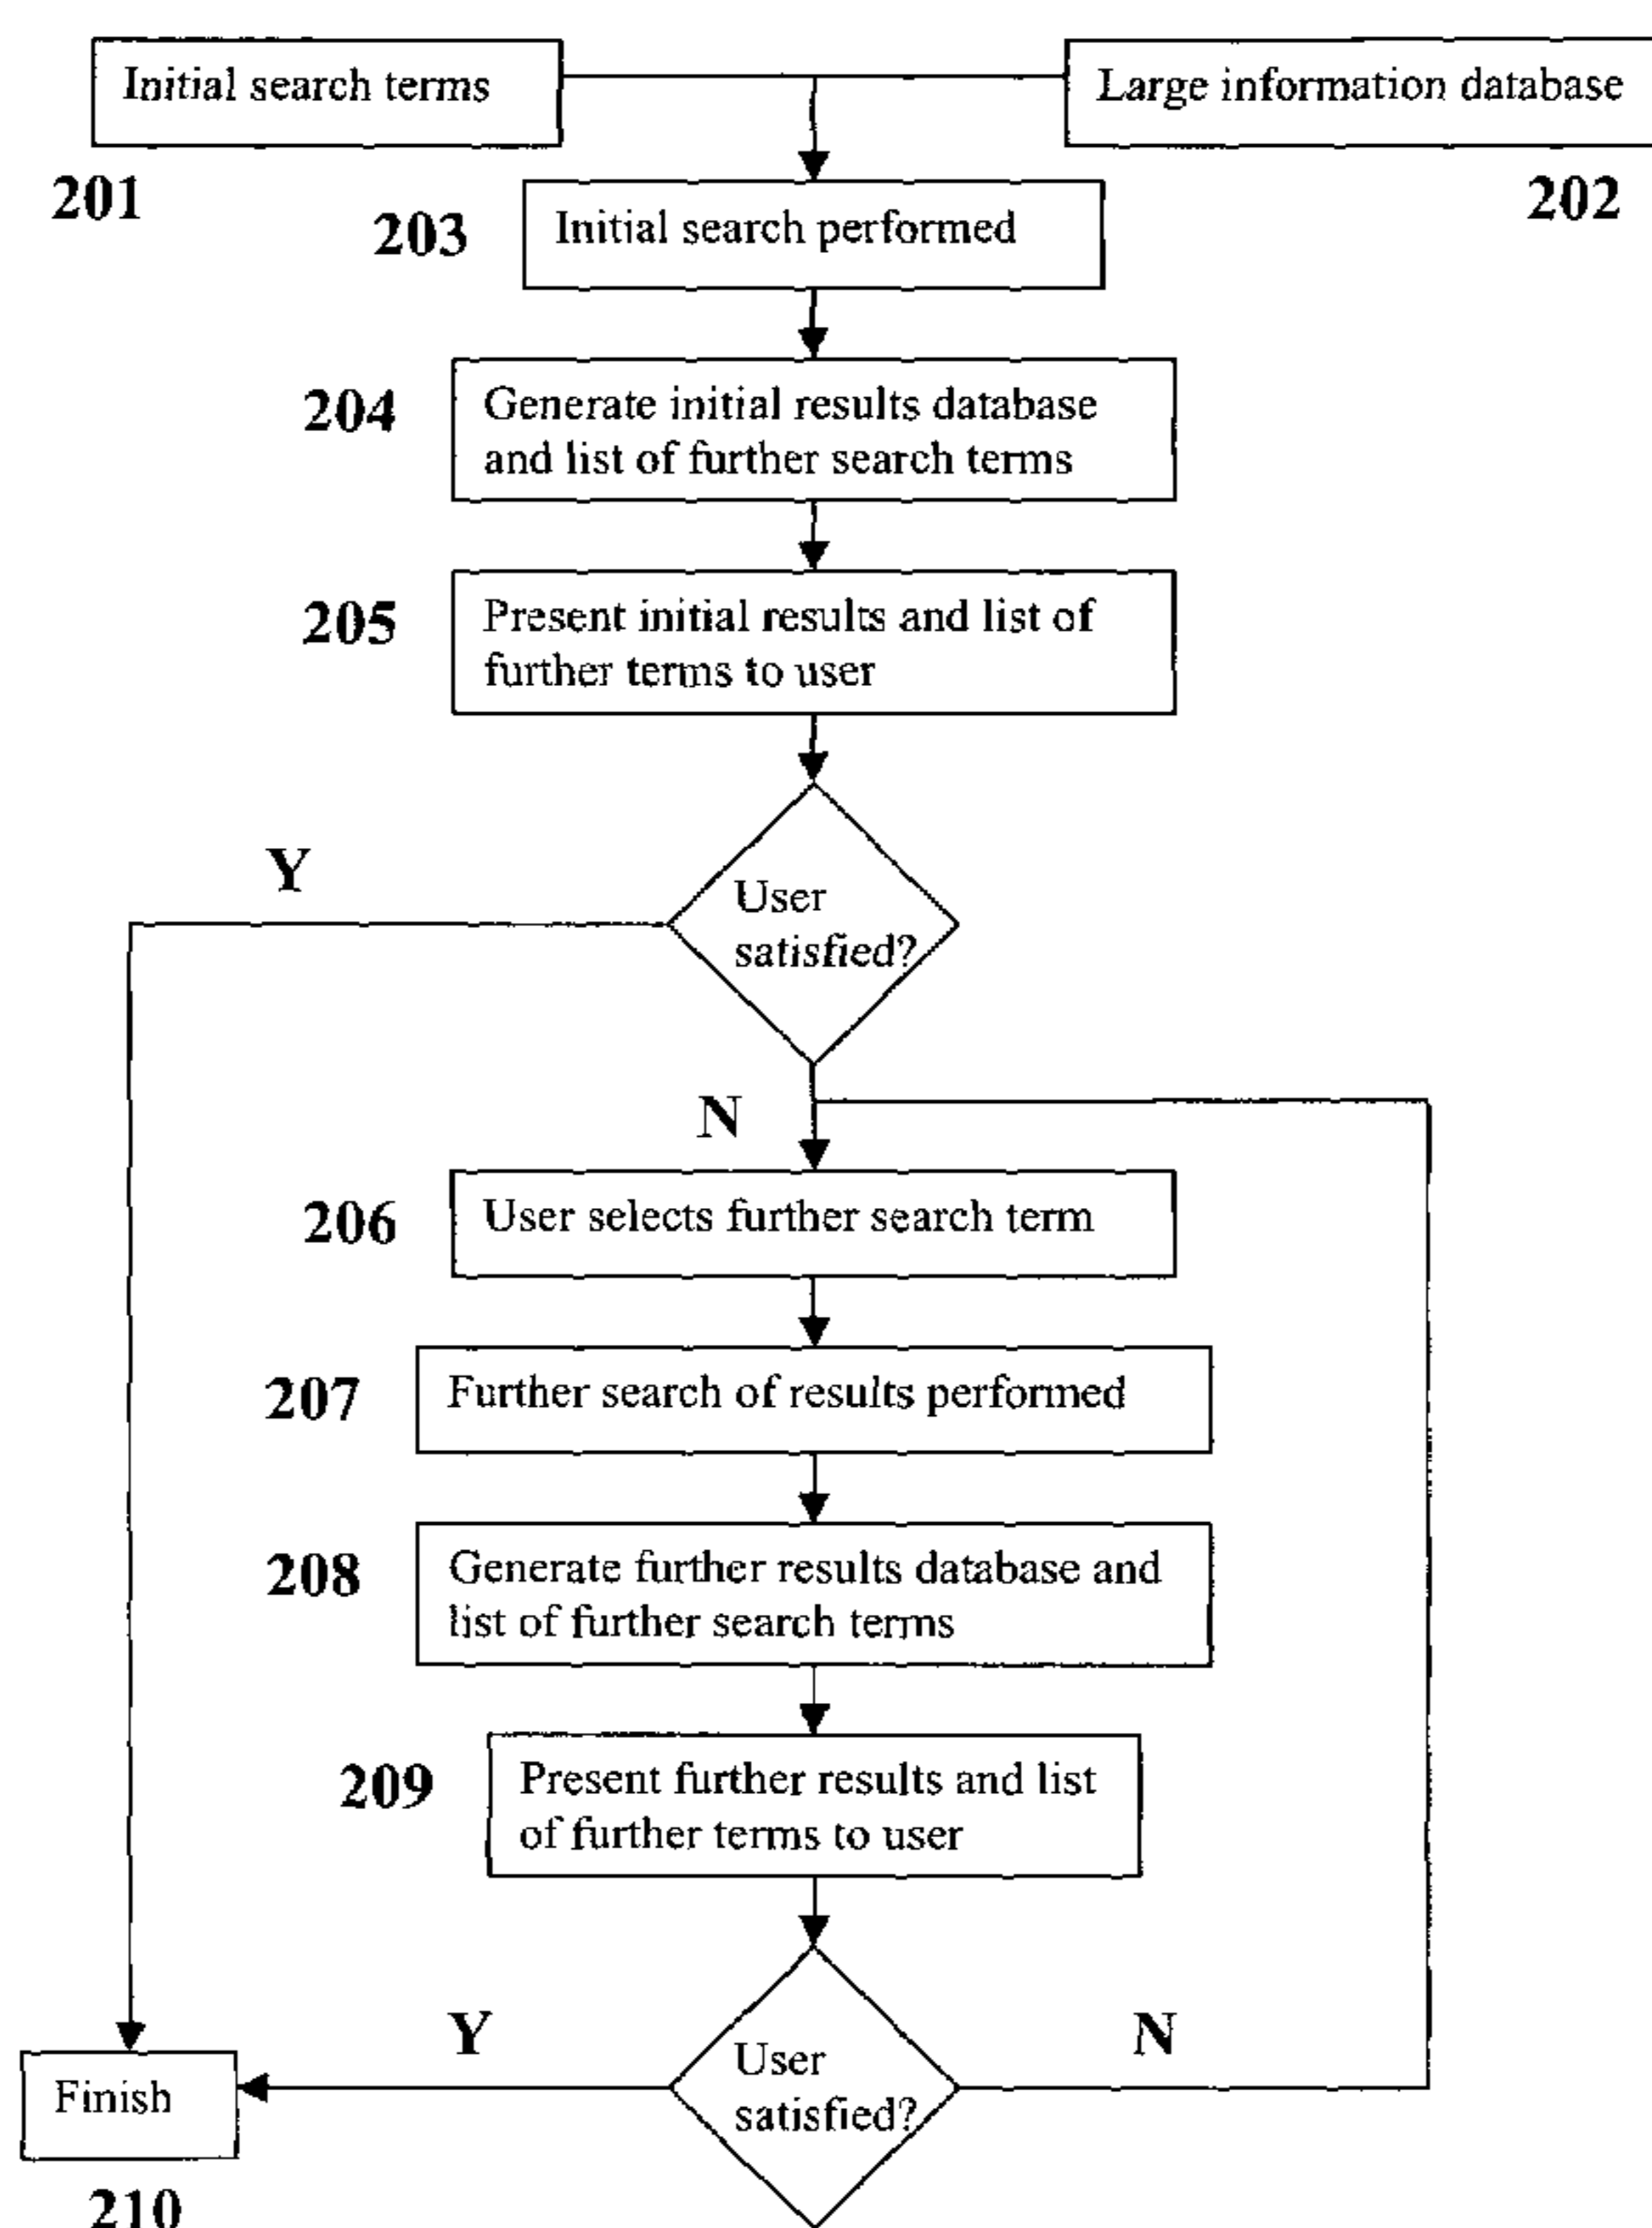 Initial search terms
Large information database
201
202
203
Initial search performed
204
Generate initial results database
and list of further search terms
205
Present initial results and list of
further terms to user
Y
User
satisfied?
N
206
User selects further search term
207
Further search of results performed
208
Generate further results database and
list of further search terms
209
Present further results and list
of further terms to user
Y
N
User
satisfied?
Finish
210